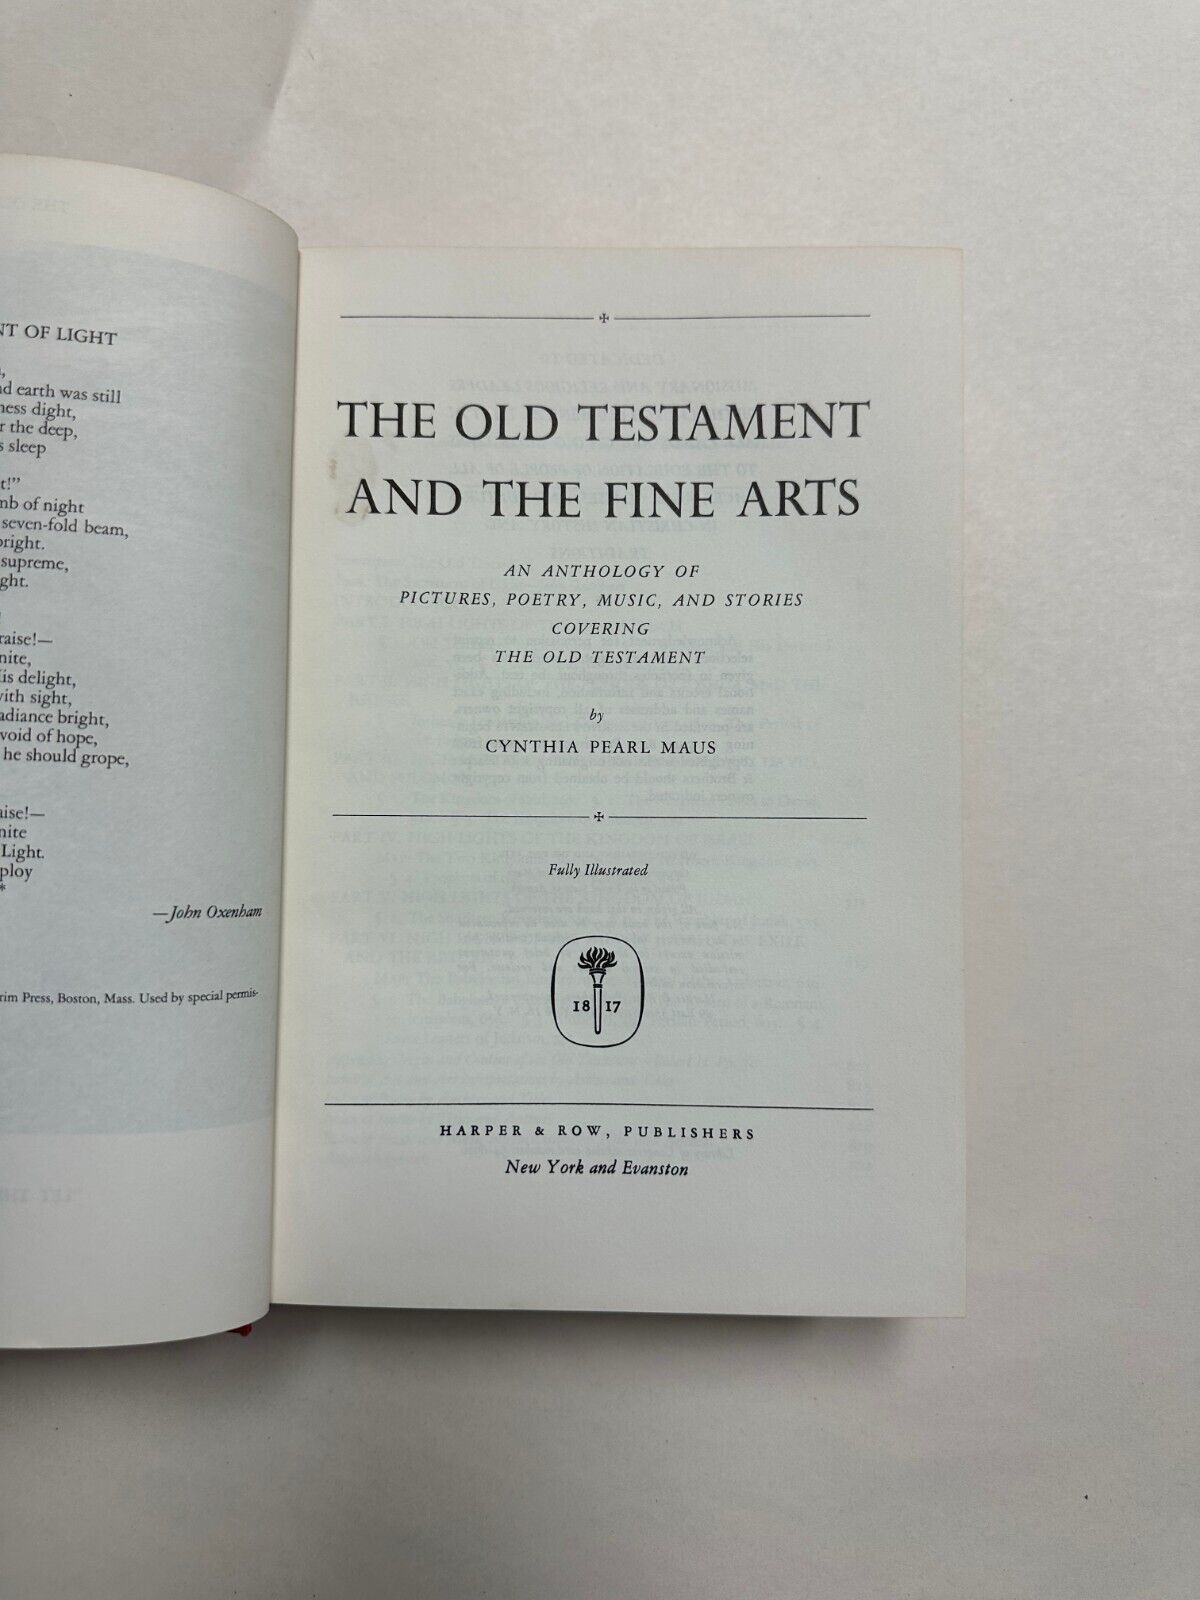 NT OF LIGHT
d earth was still
ness dight,
r the deep,
s sleep
t!"
mb of night
seven-fold beam,
bright.
supreme,
ght.
raise!—
nite,
is delight,
with sight,
adiance bright,
void of hope,
he should grope,
aise!—
nite
Light.
ploy
*
—John Oxenham
rim Press, Boston, Mass. Used by special permis-
THE OLD TESTAMENT
AND THE FINE ARTS
AN ANTHOLOGY OF
PICTURES, POETRY, MUSIC, AND STORIES
COVERING
THE OLD TESTAMENT
by
CYNTHIA PEARL MAUS
Fully Illustrated
18 17
HARPER & ROW, PUBLISHERS
New York and Evanston